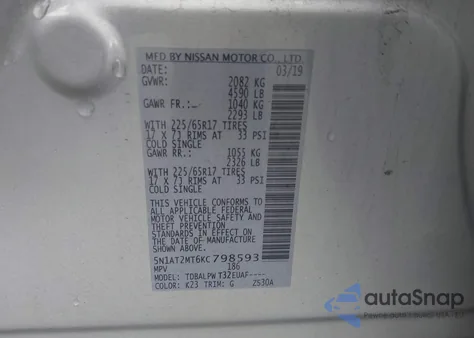 MFD BY NISSAN MOTOR CO., LTD.
DATE: 03/19
GVWR: 2082 KG
4590 LB
GAWR FR.: 1040 KG
2293 LB
WITH 225/65R17 TIRES
17 X 7J RIMS AT 33 PSI
COLD SINGLE
GAWR RR.: 1055 KG
2326 LB
WITH 225/65R17 TIRES
17 X 7J RIMS AT 33 PSI
COLD SINGLE
THIS VEHICLE CONFORMS TO
ALL APPLICABLE FEDERAL
MOTOR VEHICLE SAFETY AND
THEFT PREVENTION
STANDARDS IN EFFECT ON THE
DATE OF MANUFACTURE
SHOWN ABOVE.
5N1AT2MT6KC798593
MPV 186
MODEL: TDBALPW T32EUAF----
COLOR: K23 TRIM: G Z530A
autoSnap